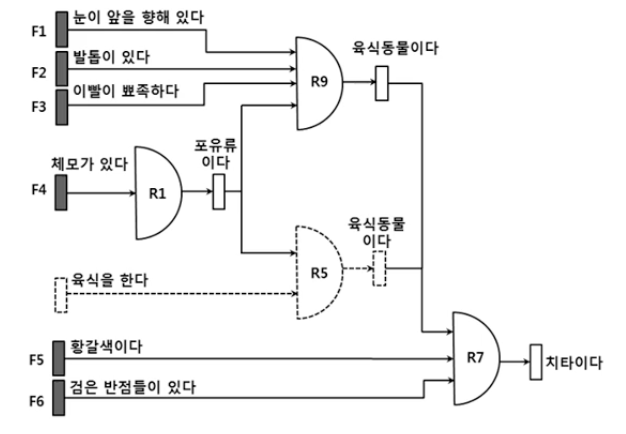 눈이 앞을 향해 있다
F1
육식동물이다
발톱이 있다
F2
R9
이빨이 뾰족하다
F3
포유류
이다
체모가 있다
F4
R1
육식동물
이다
육식을 한다
R5
황갈색이다
F5
R7
치타이다
검은 반점들이 있다
F6